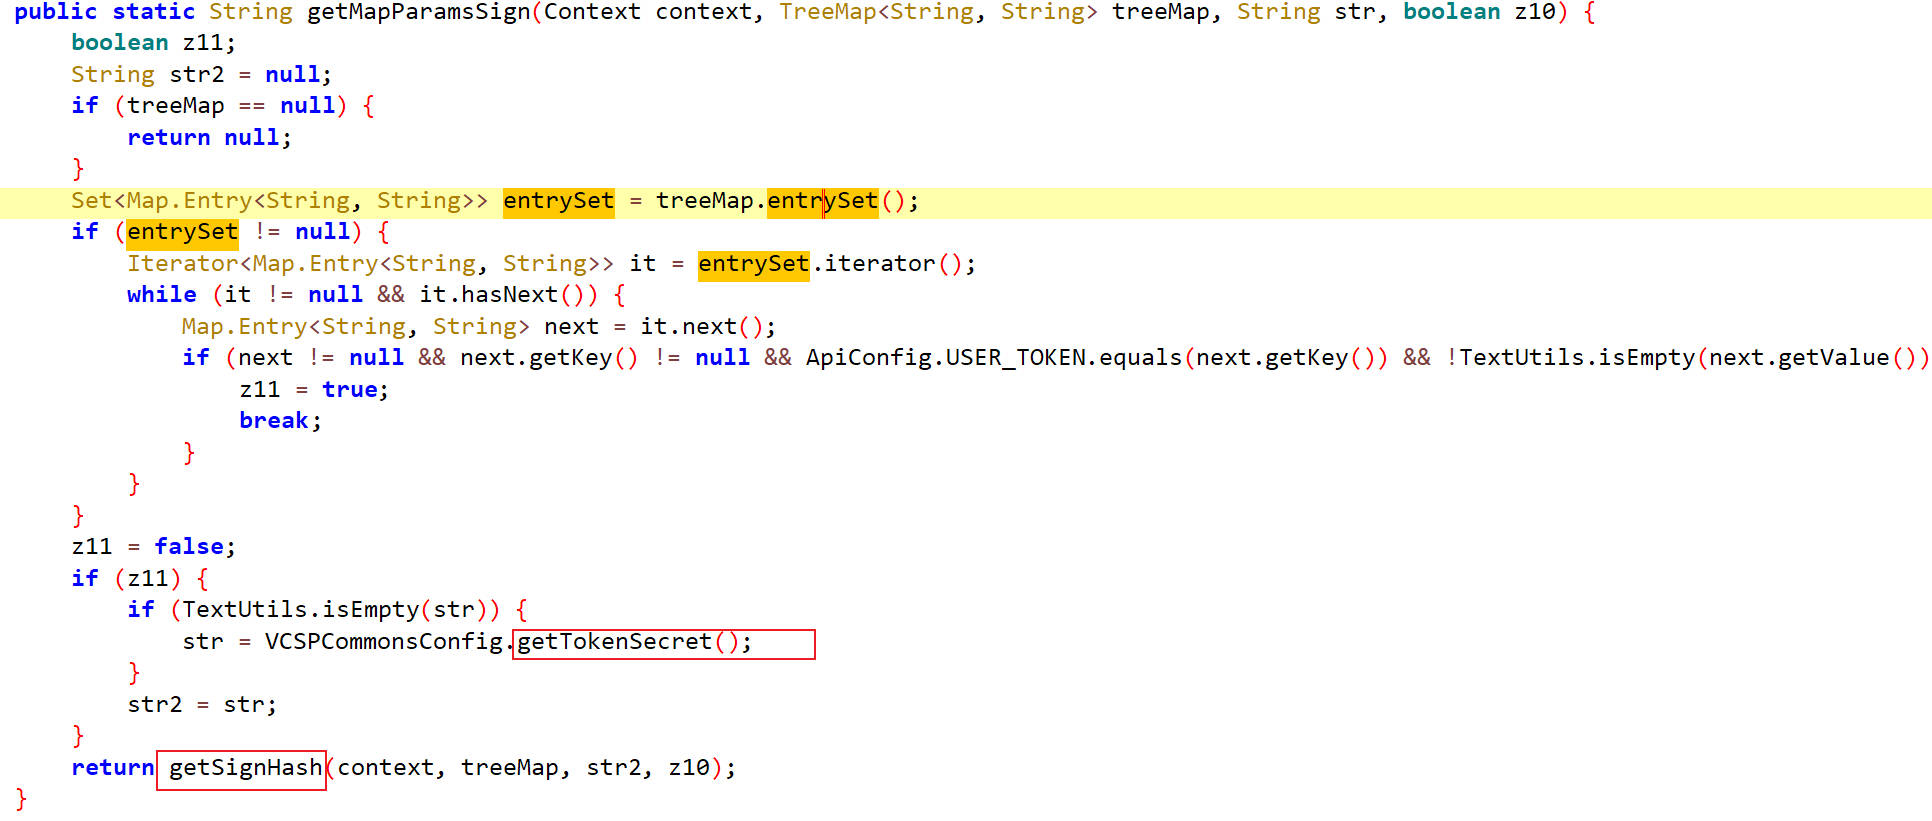 public static String getMapParamsSign(Context context, TreeMap<String, String> treeMap, String str, boolean z10) {
    boolean z11;
    String str2 = null;
    if (treeMap == null) {
        return null;
    }
    Set<Map.Entry<String, String>> entrySet = treeMap.entrySet();
    if (entrySet != null) {
        Iterator<Map.Entry<String, String>> it = entrySet.iterator();
        while (it != null && it.hasNext()) {
            Map.Entry<String, String> next = it.next();
            if (next != null && next.getKey() != null && ApiConfig.USER_TOKEN.equals(next.getKey()) && !TextUtils.isEmpty(next.getValue())
                z11 = true;
                break;
            }
        }
    }
    z11 = false;
    if (z11) {
        if (TextUtils.isEmpty(str)) {
            str = VCSPCommonsConfig.getTokenSecret();
        }
        str2 = str;
    }
    return getSignHash(context, treeMap, str2, z10);
}